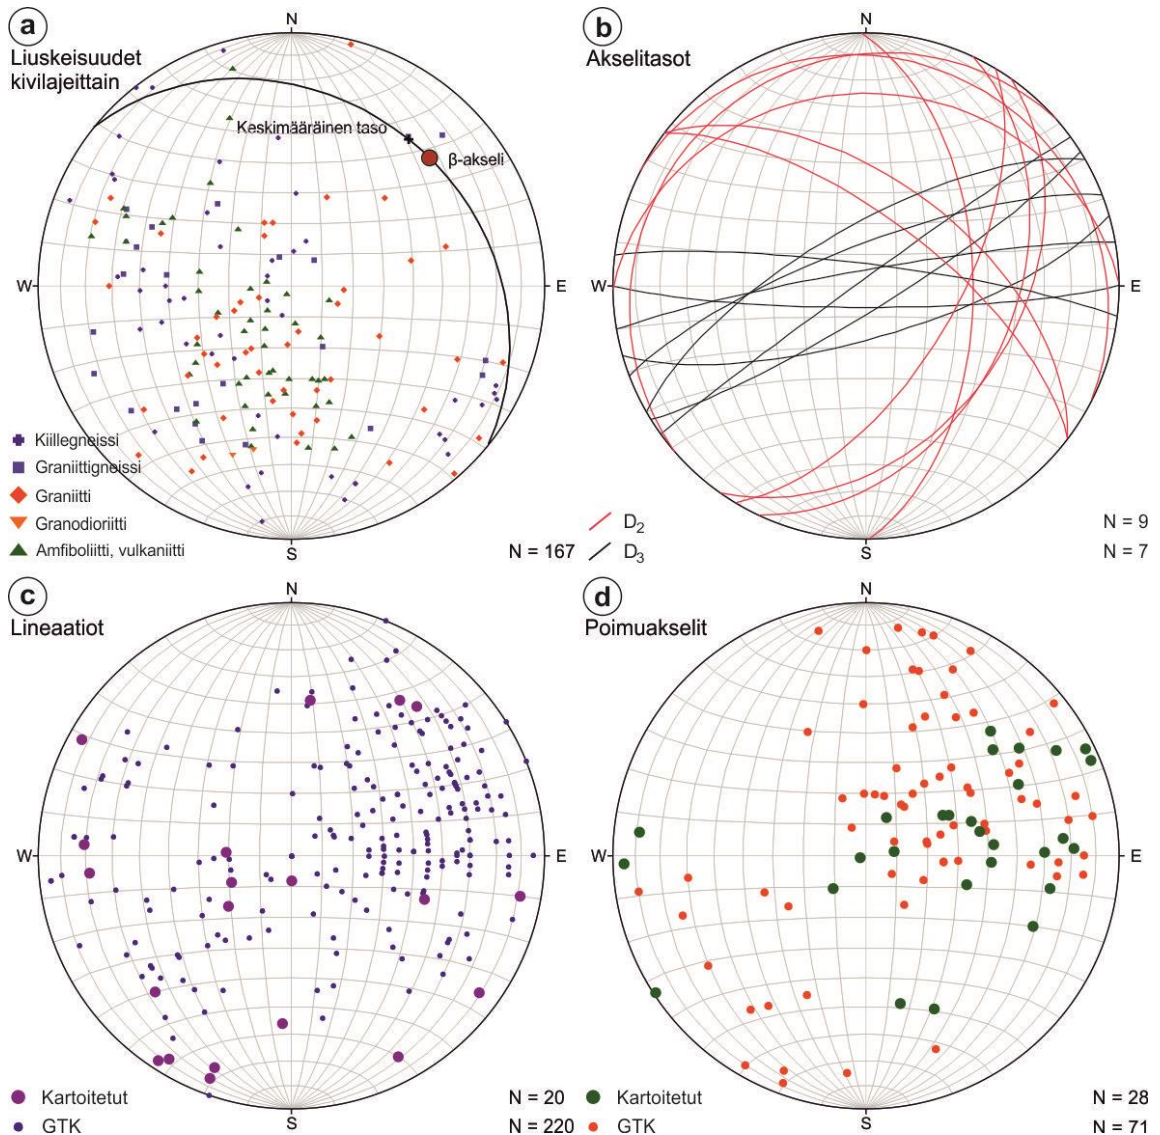 a
Liuskeisuudet
kivilajeittain
N
Keskimääräinen taso
β-akseli
W
E
S
Kiillegneissi
Graniittigneissi
Graniitti
Granodioriitti
Amfiboliitti, vulkaniitti
N = 167
b
Akselitasot
N
W
E
S
D2
D3
N = 9
N = 7
c
Lineaatiot
N
W
E
S
Kartoitetut
GTK
N = 20
N = 220
d
Poimuakselit
N
W
E
S
Kartoitetut
GTK
N = 28
N = 71